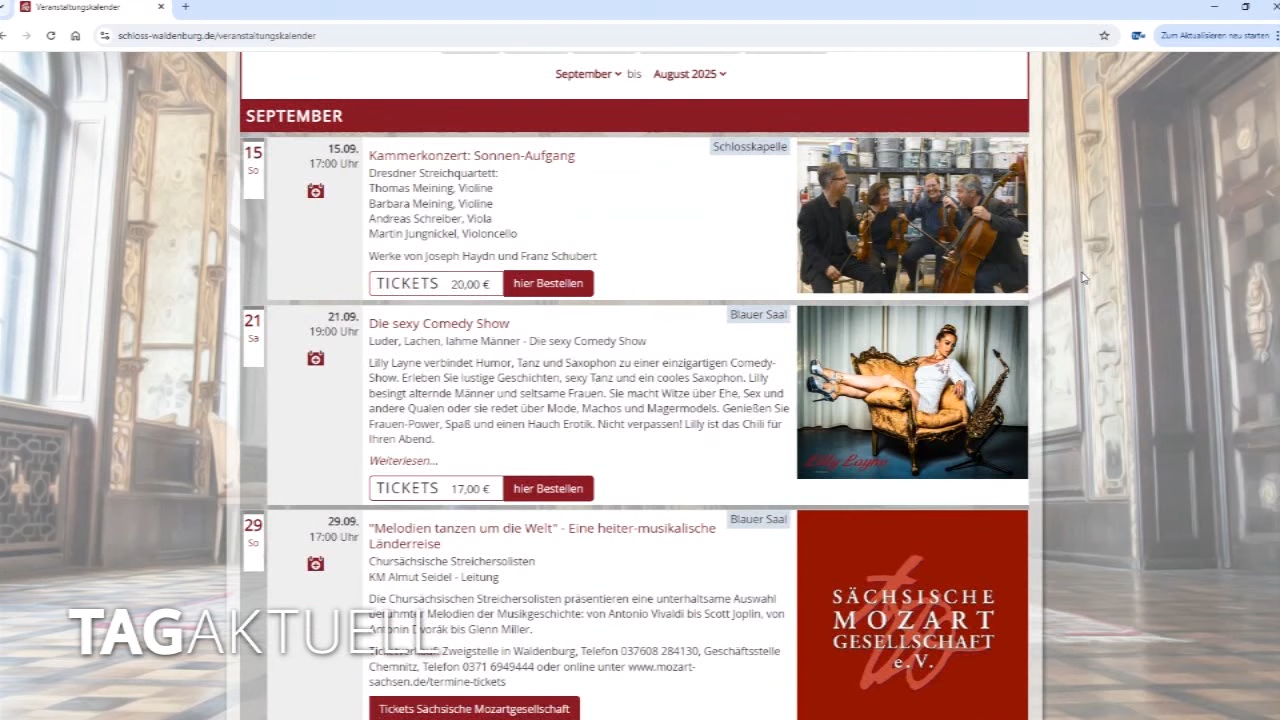 Veranstaltungskalender
schloss-waldenburg.de/veranstaltungskalender
Zum Aktualisieren neu starten
September bis August 2025
SEPTEMBER
15
So
15.09.
17:00 Uhr
Kammerkonzert: Sonnen-Aufgang
Schlosskapelle
Dresdner Streichquartett:
Thomas Meining, Violine
Barbara Meining, Violine
Andreas Schreiber, Viola
Martin Jungnickel, Violoncello
Werke von Joseph Haydn und Franz Schubert
TICKETS 20,00 € hier Bestellen
21
Sa
21.09.
19:00 Uhr
Die sexy Comedy Show
Blauer Saal
Luder, Lachen, lahme Männer - Die sexy Comedy Show
Lilly Layne verbindet Humor, Tanz und Saxophon zu einer einzigartigen Comedy-
Show. Erleben Sie lustige Geschichten, sexy Tanz und ein cooles Saxophon. Lilly
besingt alternde Männer und seltsame Frauen. Sie macht Witze über Ehe, Sex und
andere Qualen oder sie redet über Mode, Machos und Magermodels. Genießen Sie
Frauen-Power, Spaß und einen Hauch Erotik. Nicht verpassen! Lilly ist das Chili für
Ihren Abend.
Weiterlesen...
TICKETS 17,00 € hier Bestellen
Lilly Layne
29
So
29.09.
17:00 Uhr
"Melodien tanzen um die Welt" - Eine heiter-musikalische
Länderreise
Blauer Saal
Chursächsische Streichersolisten
KM Almut Seidel - Leitung
Die Chursächsischen Streichersolisten präsentieren eine unterhaltsame Auswahl
berühmter Melodien der Musikgeschichte: von Antonio Vivaldi bis Scott Joplin, von
Antonin Dvorák bis Glenn Miller.
Zweigstelle in Waldenburg, Telefon 037608 284130, Geschäftsstelle
Chemnitz, Telefon 0371 6949444 oder online unter www.mozart-
sachsen.de/termine-tickets
Tickets Sächsische Mozartgesellschaft
SÄCHSISCHE
MOZART
GESELLSCHAFT
e.V.
TAGAKTUELL